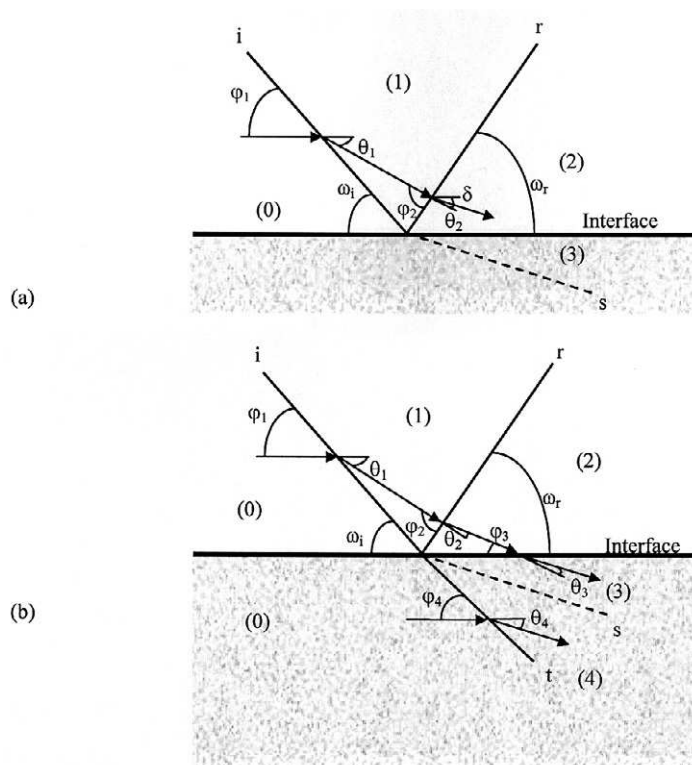 i r
φ1 (1)
θ1 (2)
ωr
(0) ωi φ2 δ
θ2 Interface
(3)
(a) s
i r
φ1 (1)
θ1 (2)
ωr
(0) ωi φ2 θ2 φ3
Interface
θ3 (3)
(b) (0) φ4 θ4 s
t (4)